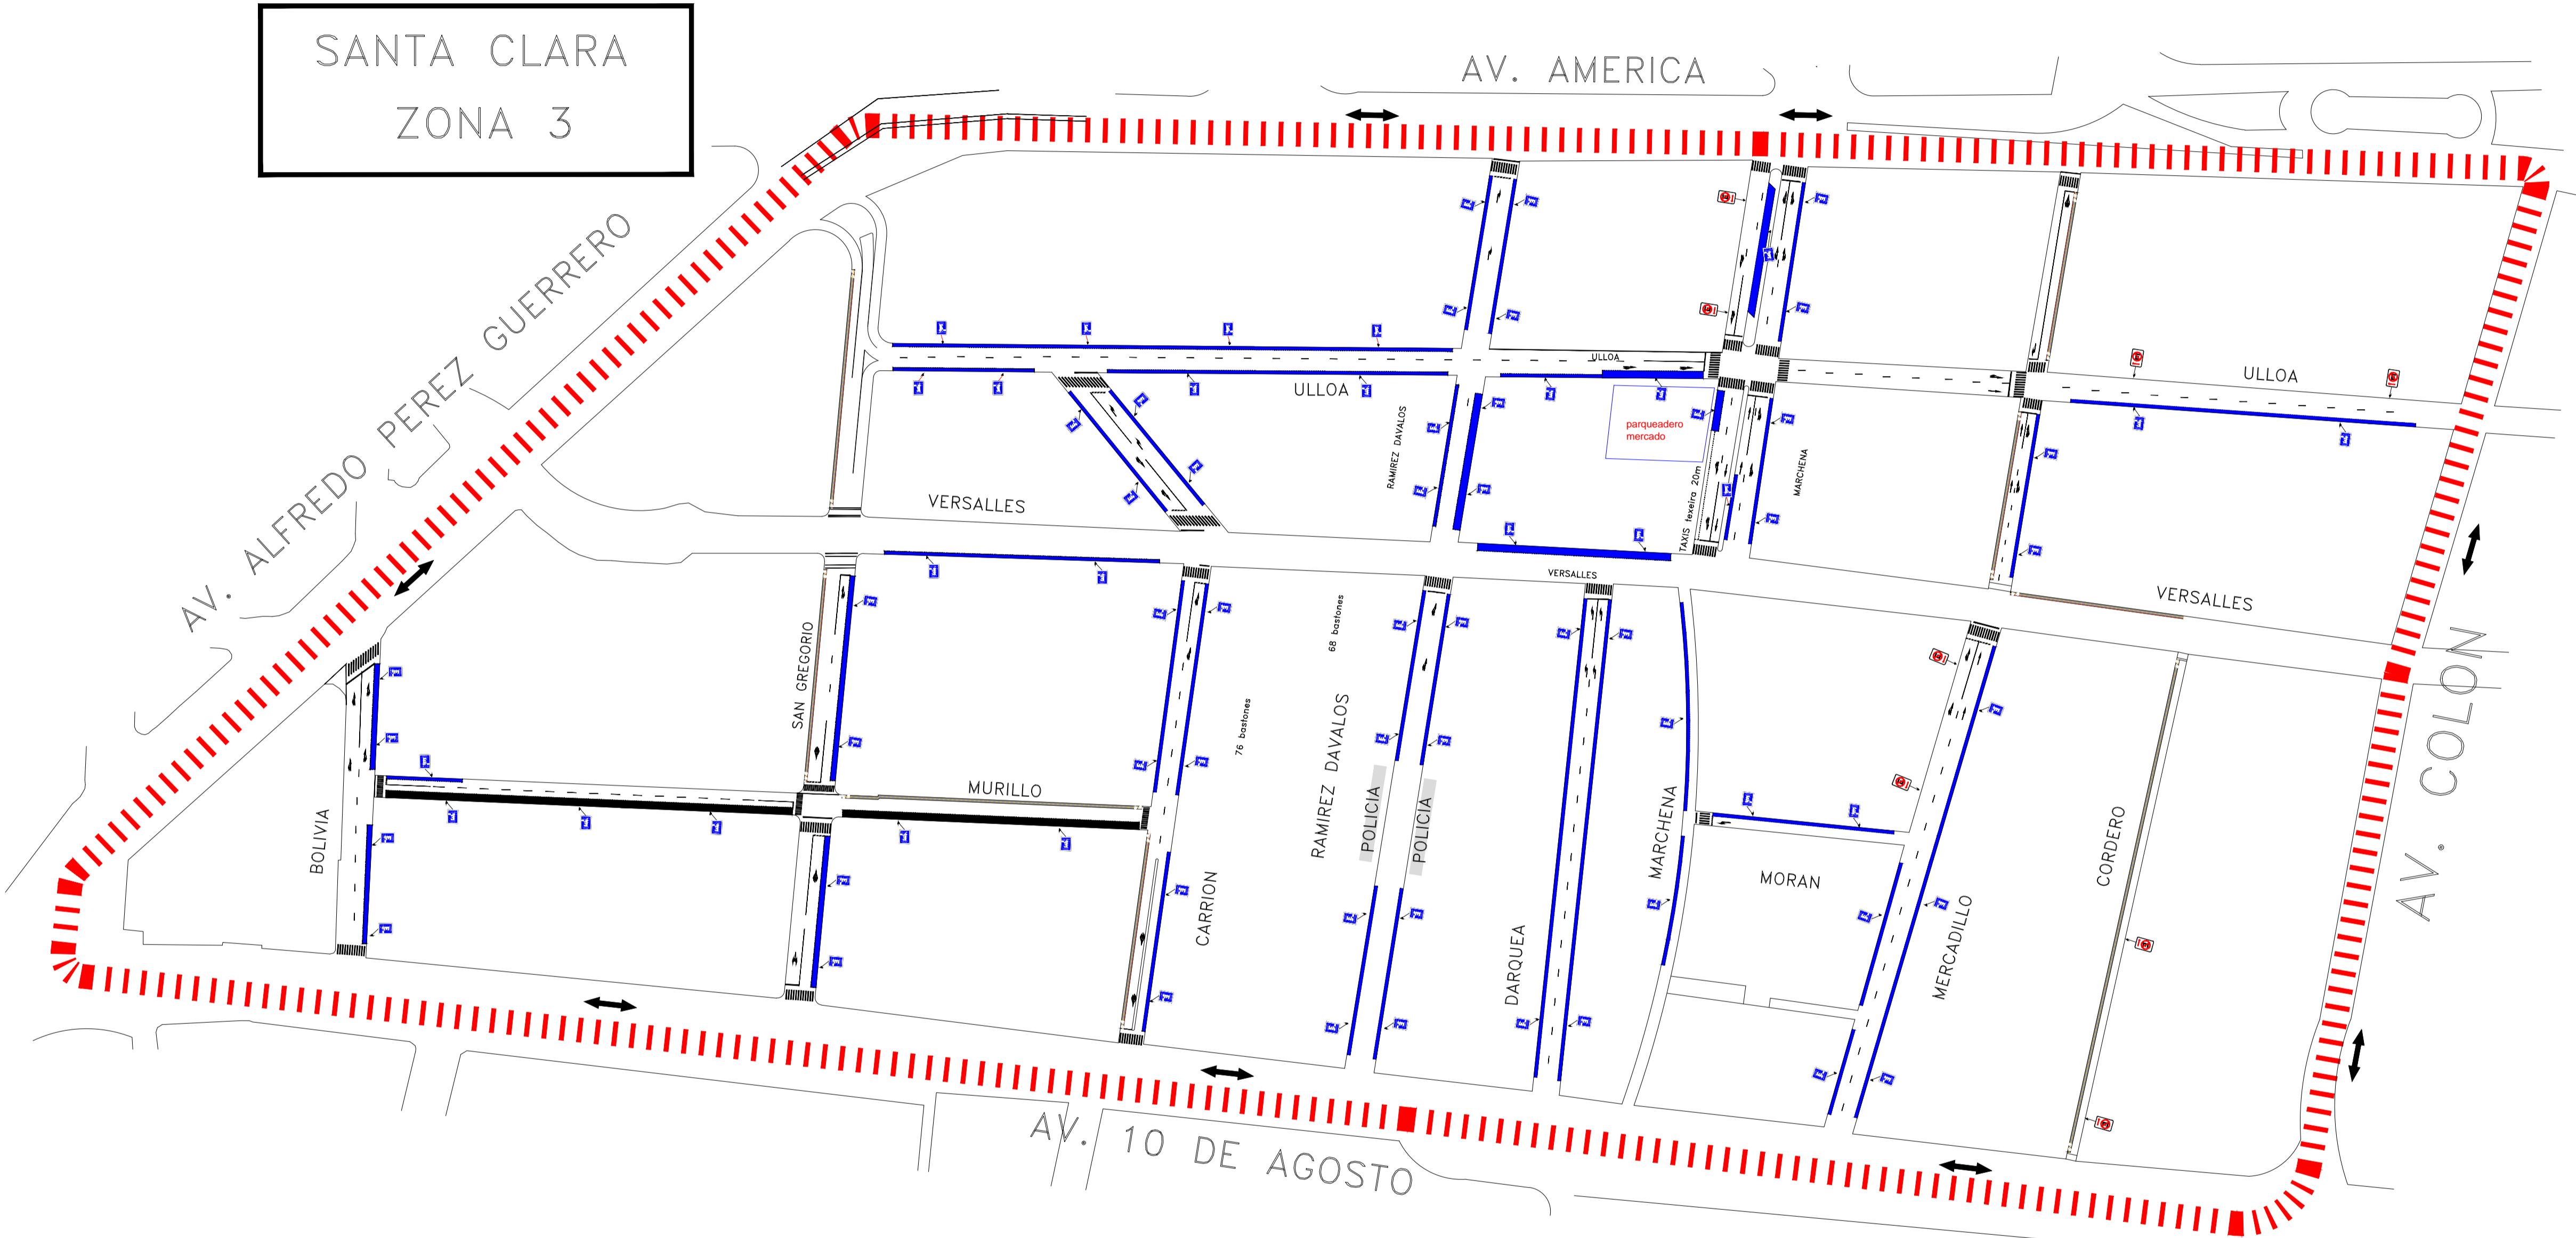 SANTA CLARA
ZONA 3
AV. AMERICA
AV. ALFREDO PEREZ GUERRERO
ULLOA
ULLOA
ULLOA
parqueadero
mercado
RAMIREZ DAVALOS
TAXIS texeira 20m
MARCHENA
VERSALLES
VERSALLES
VERSALLES
SAN GREGORIO
68 bastones
76 bastones
RAMIREZ DAVALOS
POLICIA
POLICIA
MURILLO
BOLIVIA
CARRION
DARQUEA
MARCHENA
MORAN
MERCADILLO
CORDERO
AV. COLON
AV. 10 DE AGOSTO